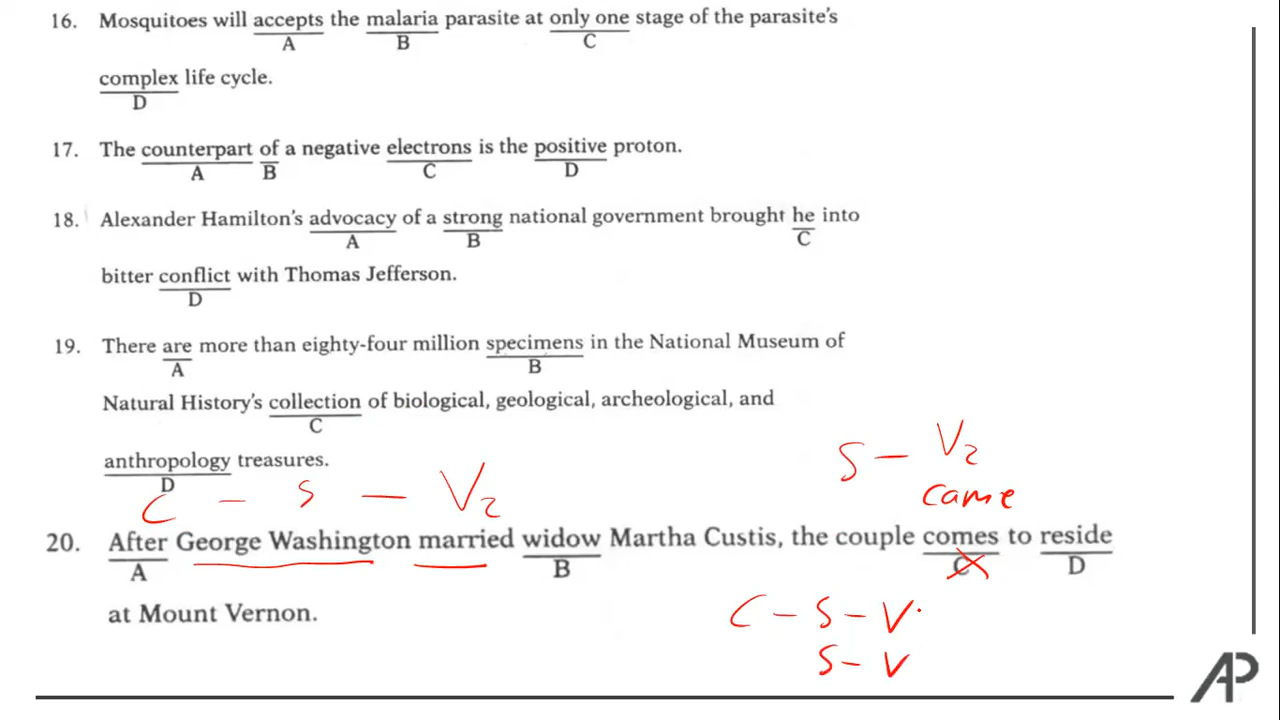 16. Mosquitoes will accepts the malaria parasite at only one stage of the parasite's
A B C
complex life cycle.
D
17. The counterpart of a negative electrons is the positive proton.
A B C D
18. Alexander Hamilton's advocacy of a strong national government brought he into
A B C
bitter conflict with Thomas Jefferson.
D
19. There are more than eighty-four million specimens in the National Museum of
A B
Natural History's collection of biological, geological, archeological, and
C
anthropology treasures.
D
S – V2
came
C – S – V2
20. After George Washington married widow Martha Custis, the couple comes to reside
A B C D
at Mount Vernon.
C – S – V
S – V
AP